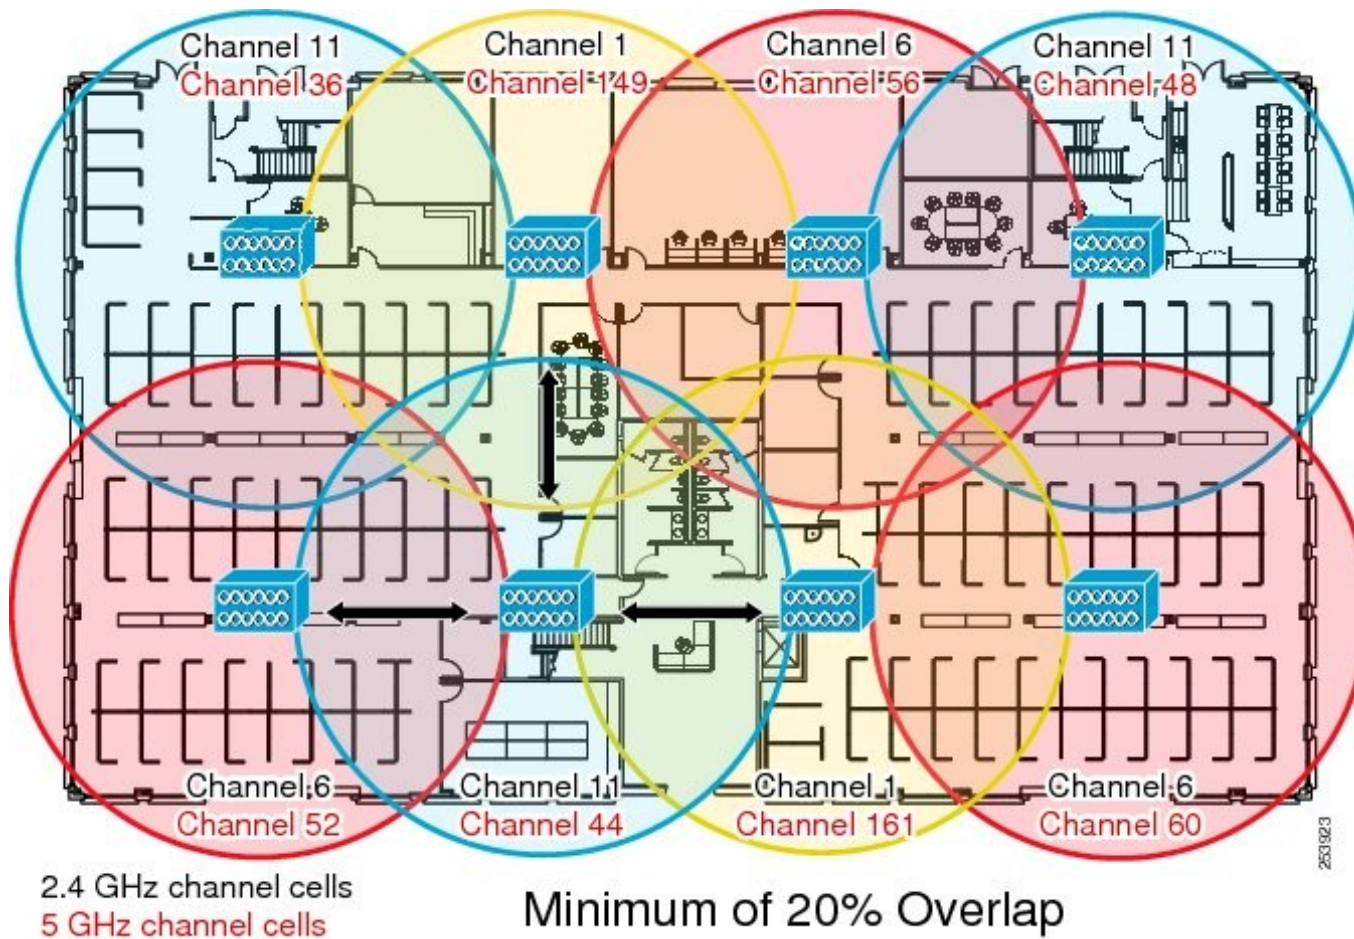 Channel 11
Channel 36
Channel 1
Channel 149
Channel 6
Channel 56
Channel 11
Channel 48
Channel 6
Channel 52
Channel 11
Channel 44
Channel 1
Channel 161
Channel 6
Channel 60
253923
2.4 GHz channel cells
5 GHz channel cells
Minimum of 20% Overlap